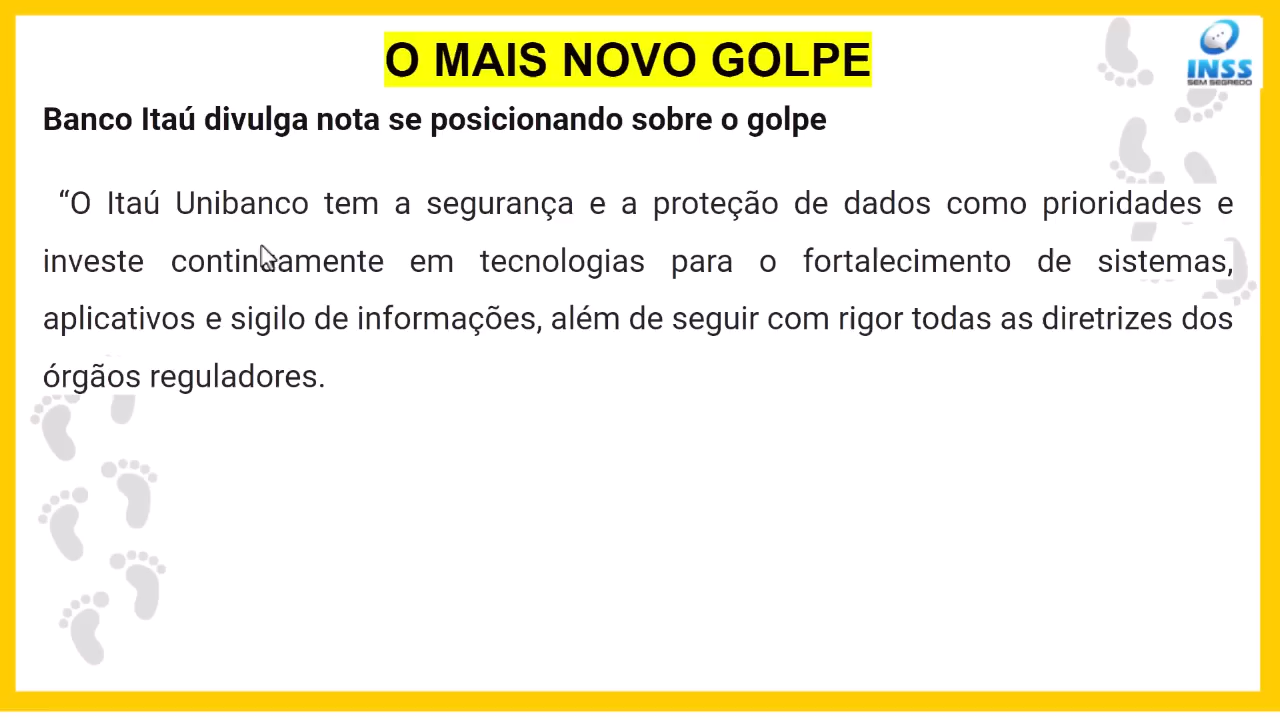 O MAIS NOVO GOLPE
INSS
SEM SEGREDO
Banco Itaú divulga nota se posicionando sobre o golpe
“O Itaú Unibanco tem a segurança e a proteção de dados como prioridades e
investe continuamente em tecnologias para o fortalecimento de sistemas,
aplicativos e sigilo de informações, além de seguir com rigor todas as diretrizes dos
órgãos reguladores.